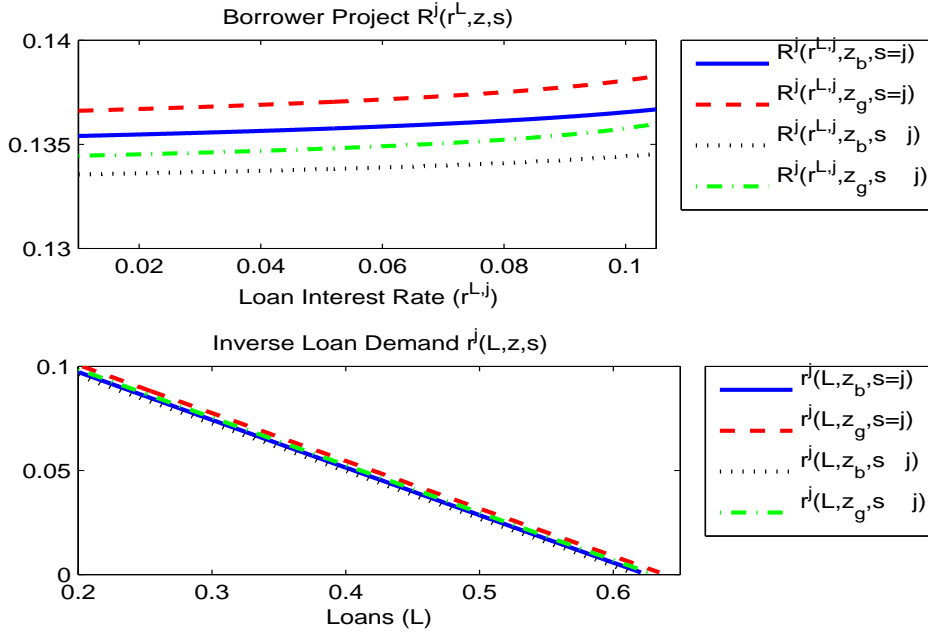 Borrower Project R^j(r^L,z,s)
0.14
0.135
0.13
0.02 0.04 0.06 0.08 0.1
Loan Interest Rate (r^{L,j})
R^j(r^{L,j},z_b,s=j)
R^j(r^{L,j},z_g,s=j)
R^j(r^{L,j},z_b,s j)
R^j(r^{L,j},z_g,s j)
Inverse Loan Demand r^j(L,z,s)
0.1
0.05
0
0.2 0.3 0.4 0.5 0.6
Loans (L)
r^j(L,z_b,s=j)
r^j(L,z_g,s=j)
r^j(L,z_b,s j)
r^j(L,z_g,s j)